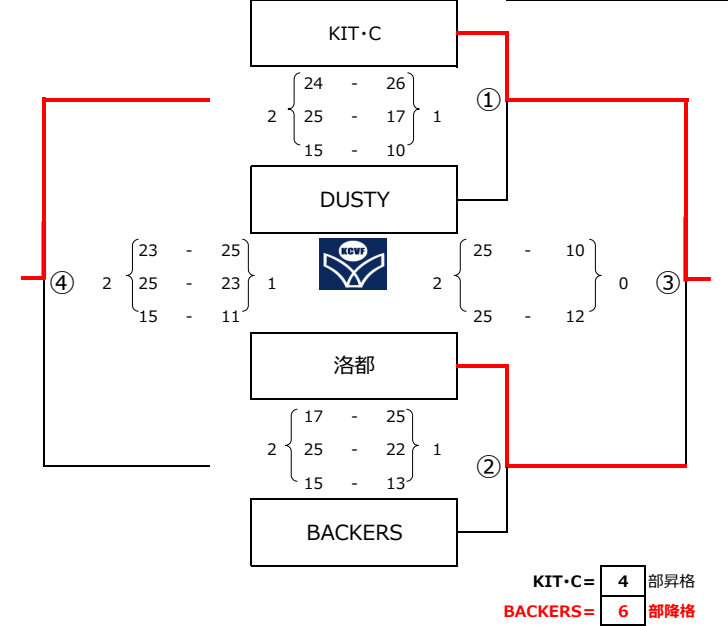 KIT・C
24 - 26
2 25 - 17 1
15 - 10
①
DUSTY
KCVF
23 - 25
④ 2 25 - 23 1
15 - 11
25 - 10
2 0 ③
25 - 12
洛都
17 - 25
2 25 - 22 1
15 - 13
②
BACKERS
KIT・C= 4 部昇格
BACKERS= 6 部降格